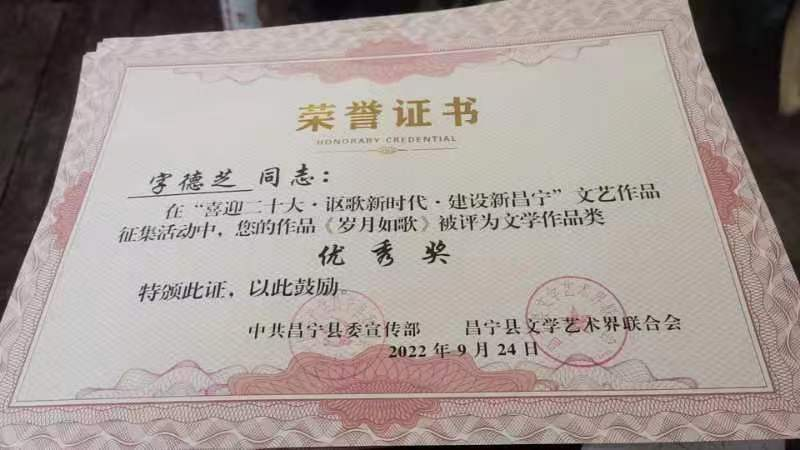 荣誉证书
HONORARY CREDENTIAL
字德芝 同志：
在“喜迎二十大·讴歌新时代·建设新昌宁”文艺作品
征集活动中，您的作品《岁月如歌》被评为文学作品类
优秀奖
特颁此证，以此鼓励。
中共昌宁县委宣传部 昌宁县文学艺术界联合会
2022年9月24日